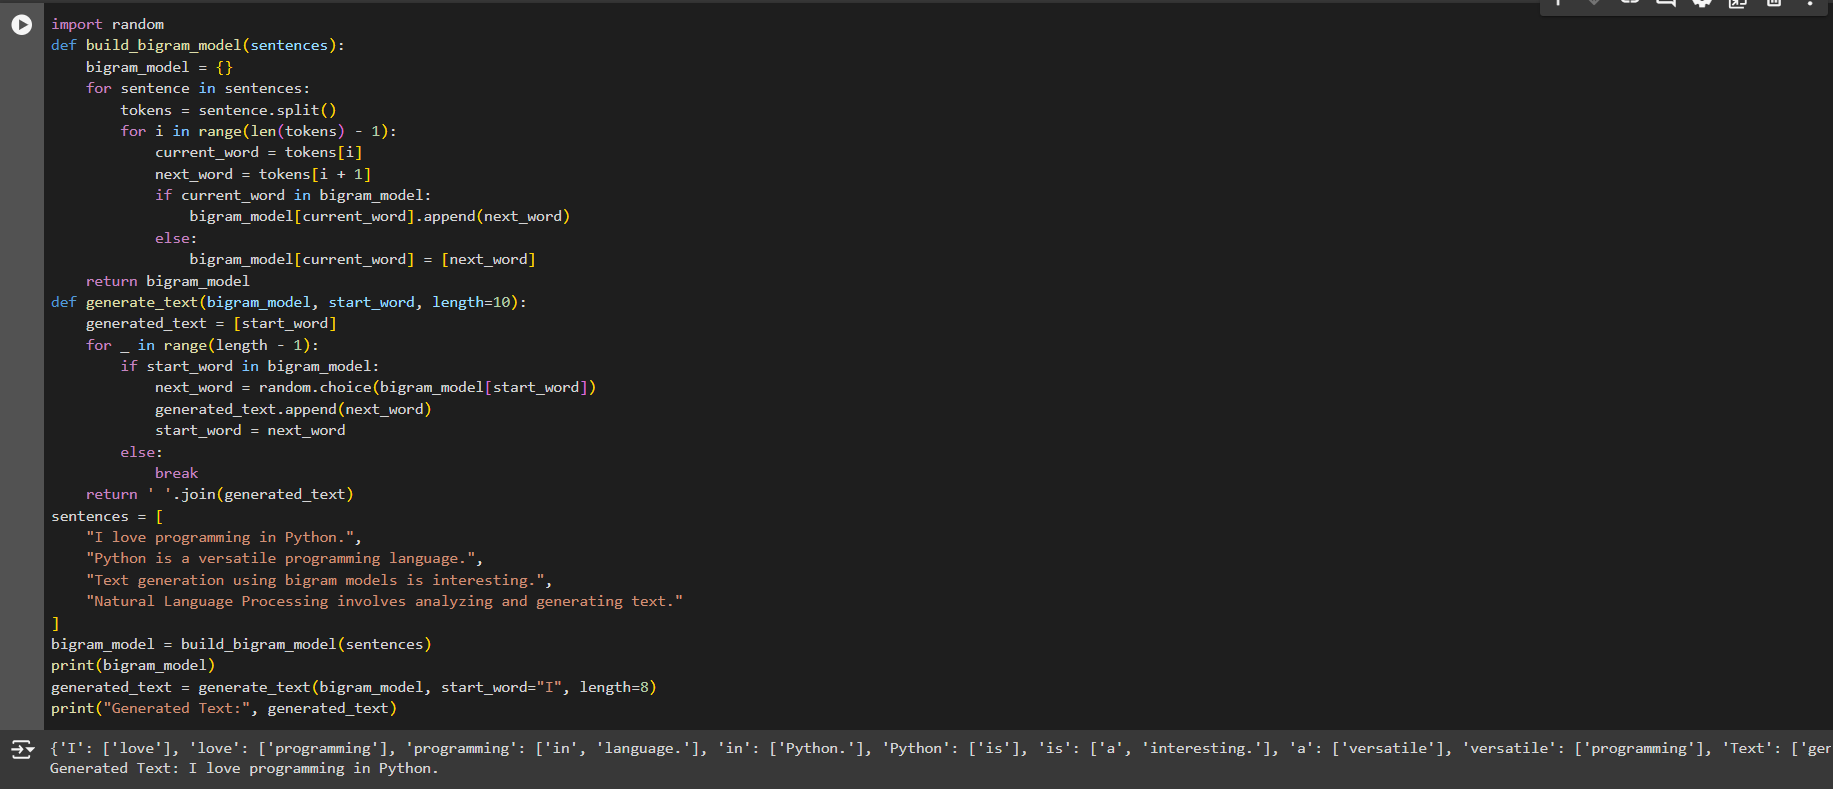 import random
def build_bigram_model(sentences):
    bigram_model = {}
    for sentence in sentences:
        tokens = sentence.split()
        for i in range(len(tokens) - 1):
            current_word = tokens[i]
            next_word = tokens[i + 1]
            if current_word in bigram_model:
                bigram_model[current_word].append(next_word)
            else:
                bigram_model[current_word] = [next_word]
    return bigram_model
def generate_text(bigram_model, start_word, length=10):
    generated_text = [start_word]
    for _ in range(length - 1):
        if start_word in bigram_model:
            next_word = random.choice(bigram_model[start_word])
            generated_text.append(next_word)
            start_word = next_word
        else:
            break
    return ' '.join(generated_text)
sentences = [
    "I love programming in Python.",
    "Python is a versatile programming language.",
    "Text generation using bigram models is interesting.",
    "Natural Language Processing involves analyzing and generating text."
]
bigram_model = build_bigram_model(sentences)
print(bigram_model)
generated_text = generate_text(bigram_model, start_word="I", length=8)
print("Generated Text:", generated_text)
{'I': ['love'], 'love': ['programming'], 'programming': ['in', 'language.'], 'in': ['Python.'], 'Python': ['is'], 'is': ['a', 'interesting.'], 'a': ['versatile'], 'versatile': ['programming'], 'Text': ['ger
Generated Text: I love programming in Python.